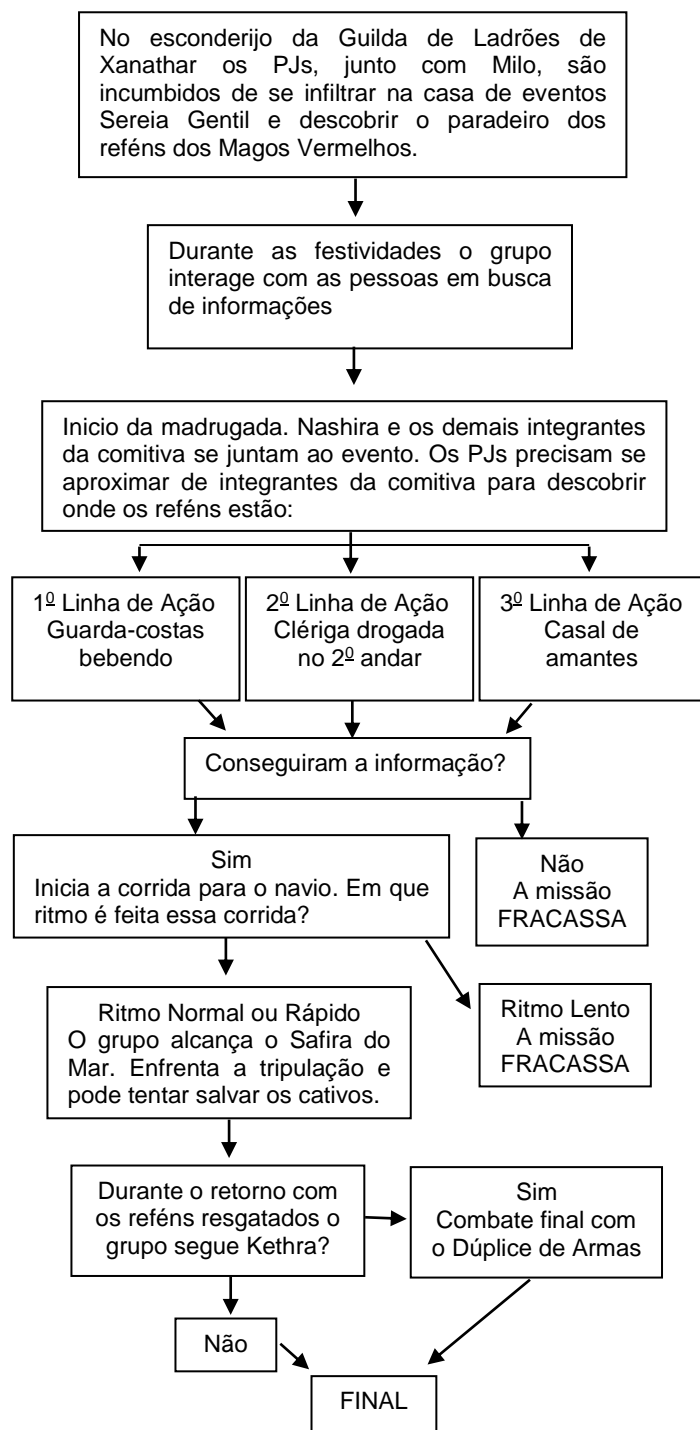 No esconderijo da Guilda de Ladrões de
Xanathar os PJs, junto com Milo, são
incumbidos de se infiltrar na casa de eventos
Sereia Gentil e descobrir o paradeiro dos
reféns dos Magos Vermelhos.
Durante as festividades o grupo
interage com as pessoas em busca
de informações
Inicio da madrugada. Nashira e os demais integrantes
da comitiva se juntam ao evento. Os PJs precisam se
aproximar de integrantes da comitiva para descobrir
onde os reféns estão:
1º Linha de Ação
Guarda-costas
bebendo
2º Linha de Ação
Clériga drogada
no 2º andar
3º Linha de Ação
Casal de
amantes
Conseguiram a informação?
Sim
Inicia a corrida para o navio. Em que
ritmo é feita essa corrida?
Não
A missão
FRACASSA
Ritmo Normal ou Rápido
O grupo alcança o Safira do
Mar. Enfrenta a tripulação e
pode tentar salvar os cativos.
Ritmo Lento
A missão
FRACASSA
Durante o retorno com
os reféns resgatados o
grupo segue Kethra?
Sim
Combate final com
o Dúplice de Armas
Não
FINAL